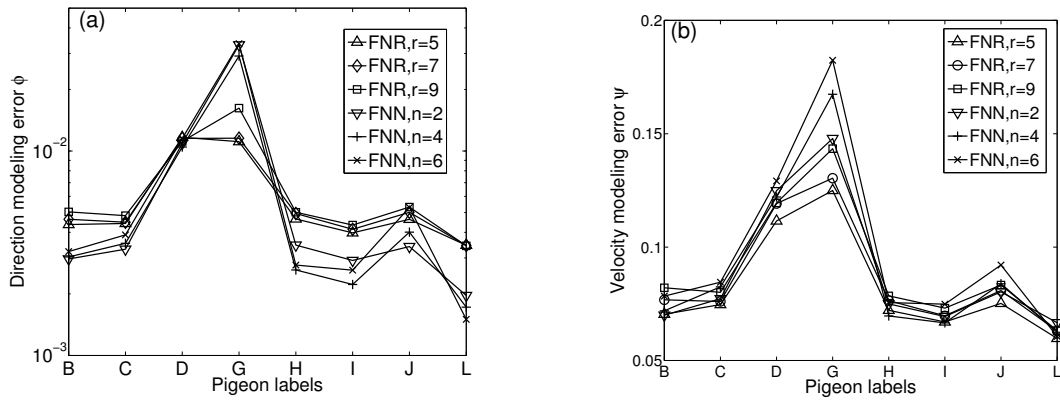 (a)
Direction modeling error ϕ
10⁻²
10⁻³
FNR,r=5
FNR,r=7
FNR,r=9
FNN,n=2
FNN,n=4
FNN,n=6
B C D G H I J L
Pigeon labels
(b)
Velocity modeling error ψ
0.2
0.15
0.1
0.05
FNR,r=5
FNR,r=7
FNR,r=9
FNN,n=2
FNN,n=4
FNN,n=6
B C D G H I J L
Pigeon labels